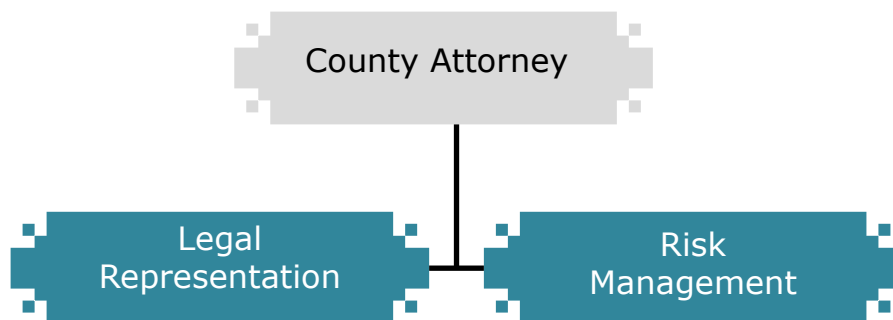 County Attorney
Legal
Representation
Risk
Management